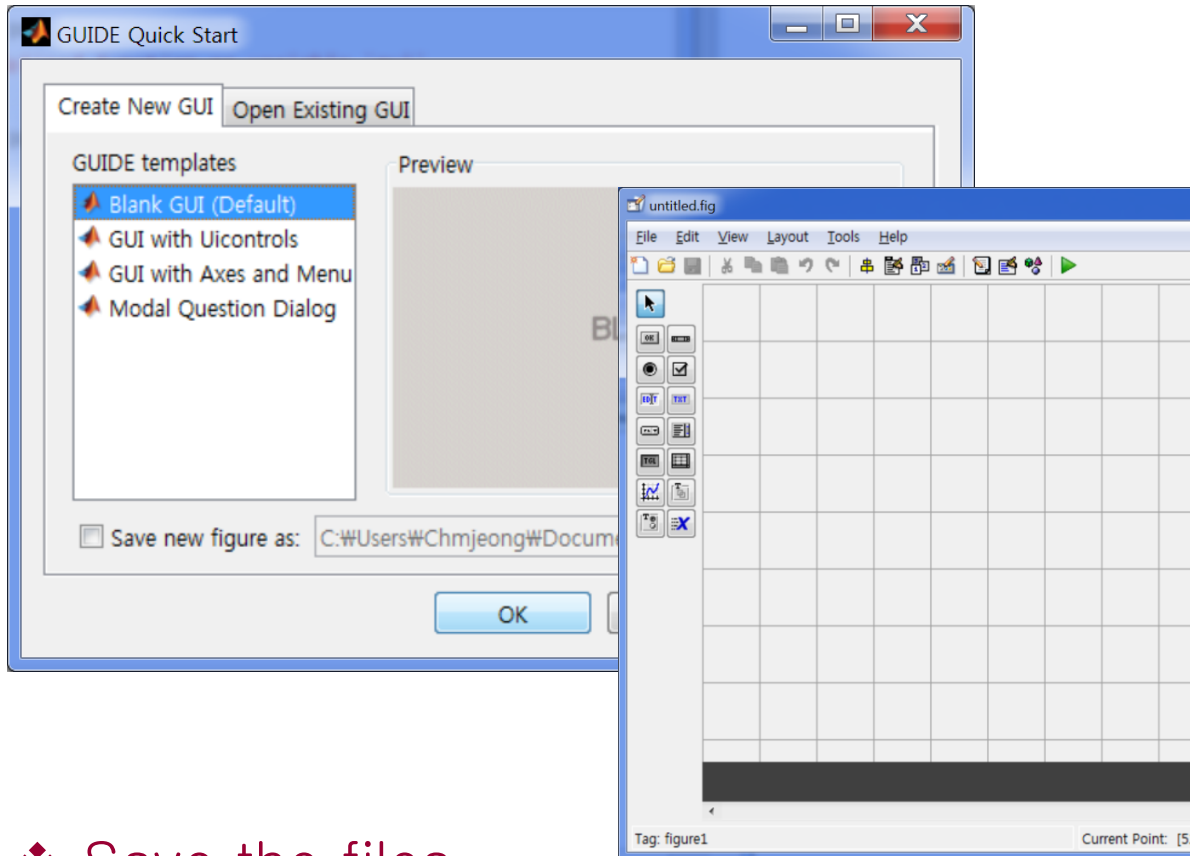 GUIDE Quick Start
Create New GUI Open Existing GUI
GUIDE templates
Preview
Blank GUI (Default)
GUI with Uicontrols
GUI with Axes and Menu
Modal Question Dialog
Save new figure as: C:₩Users₩Chmjeong₩Docume
OK
untitled.fig
File Edit View Layout Tools Help
OK
EDIT TXT
TGL
Tag: figure1 Current Point: [5
Save the files